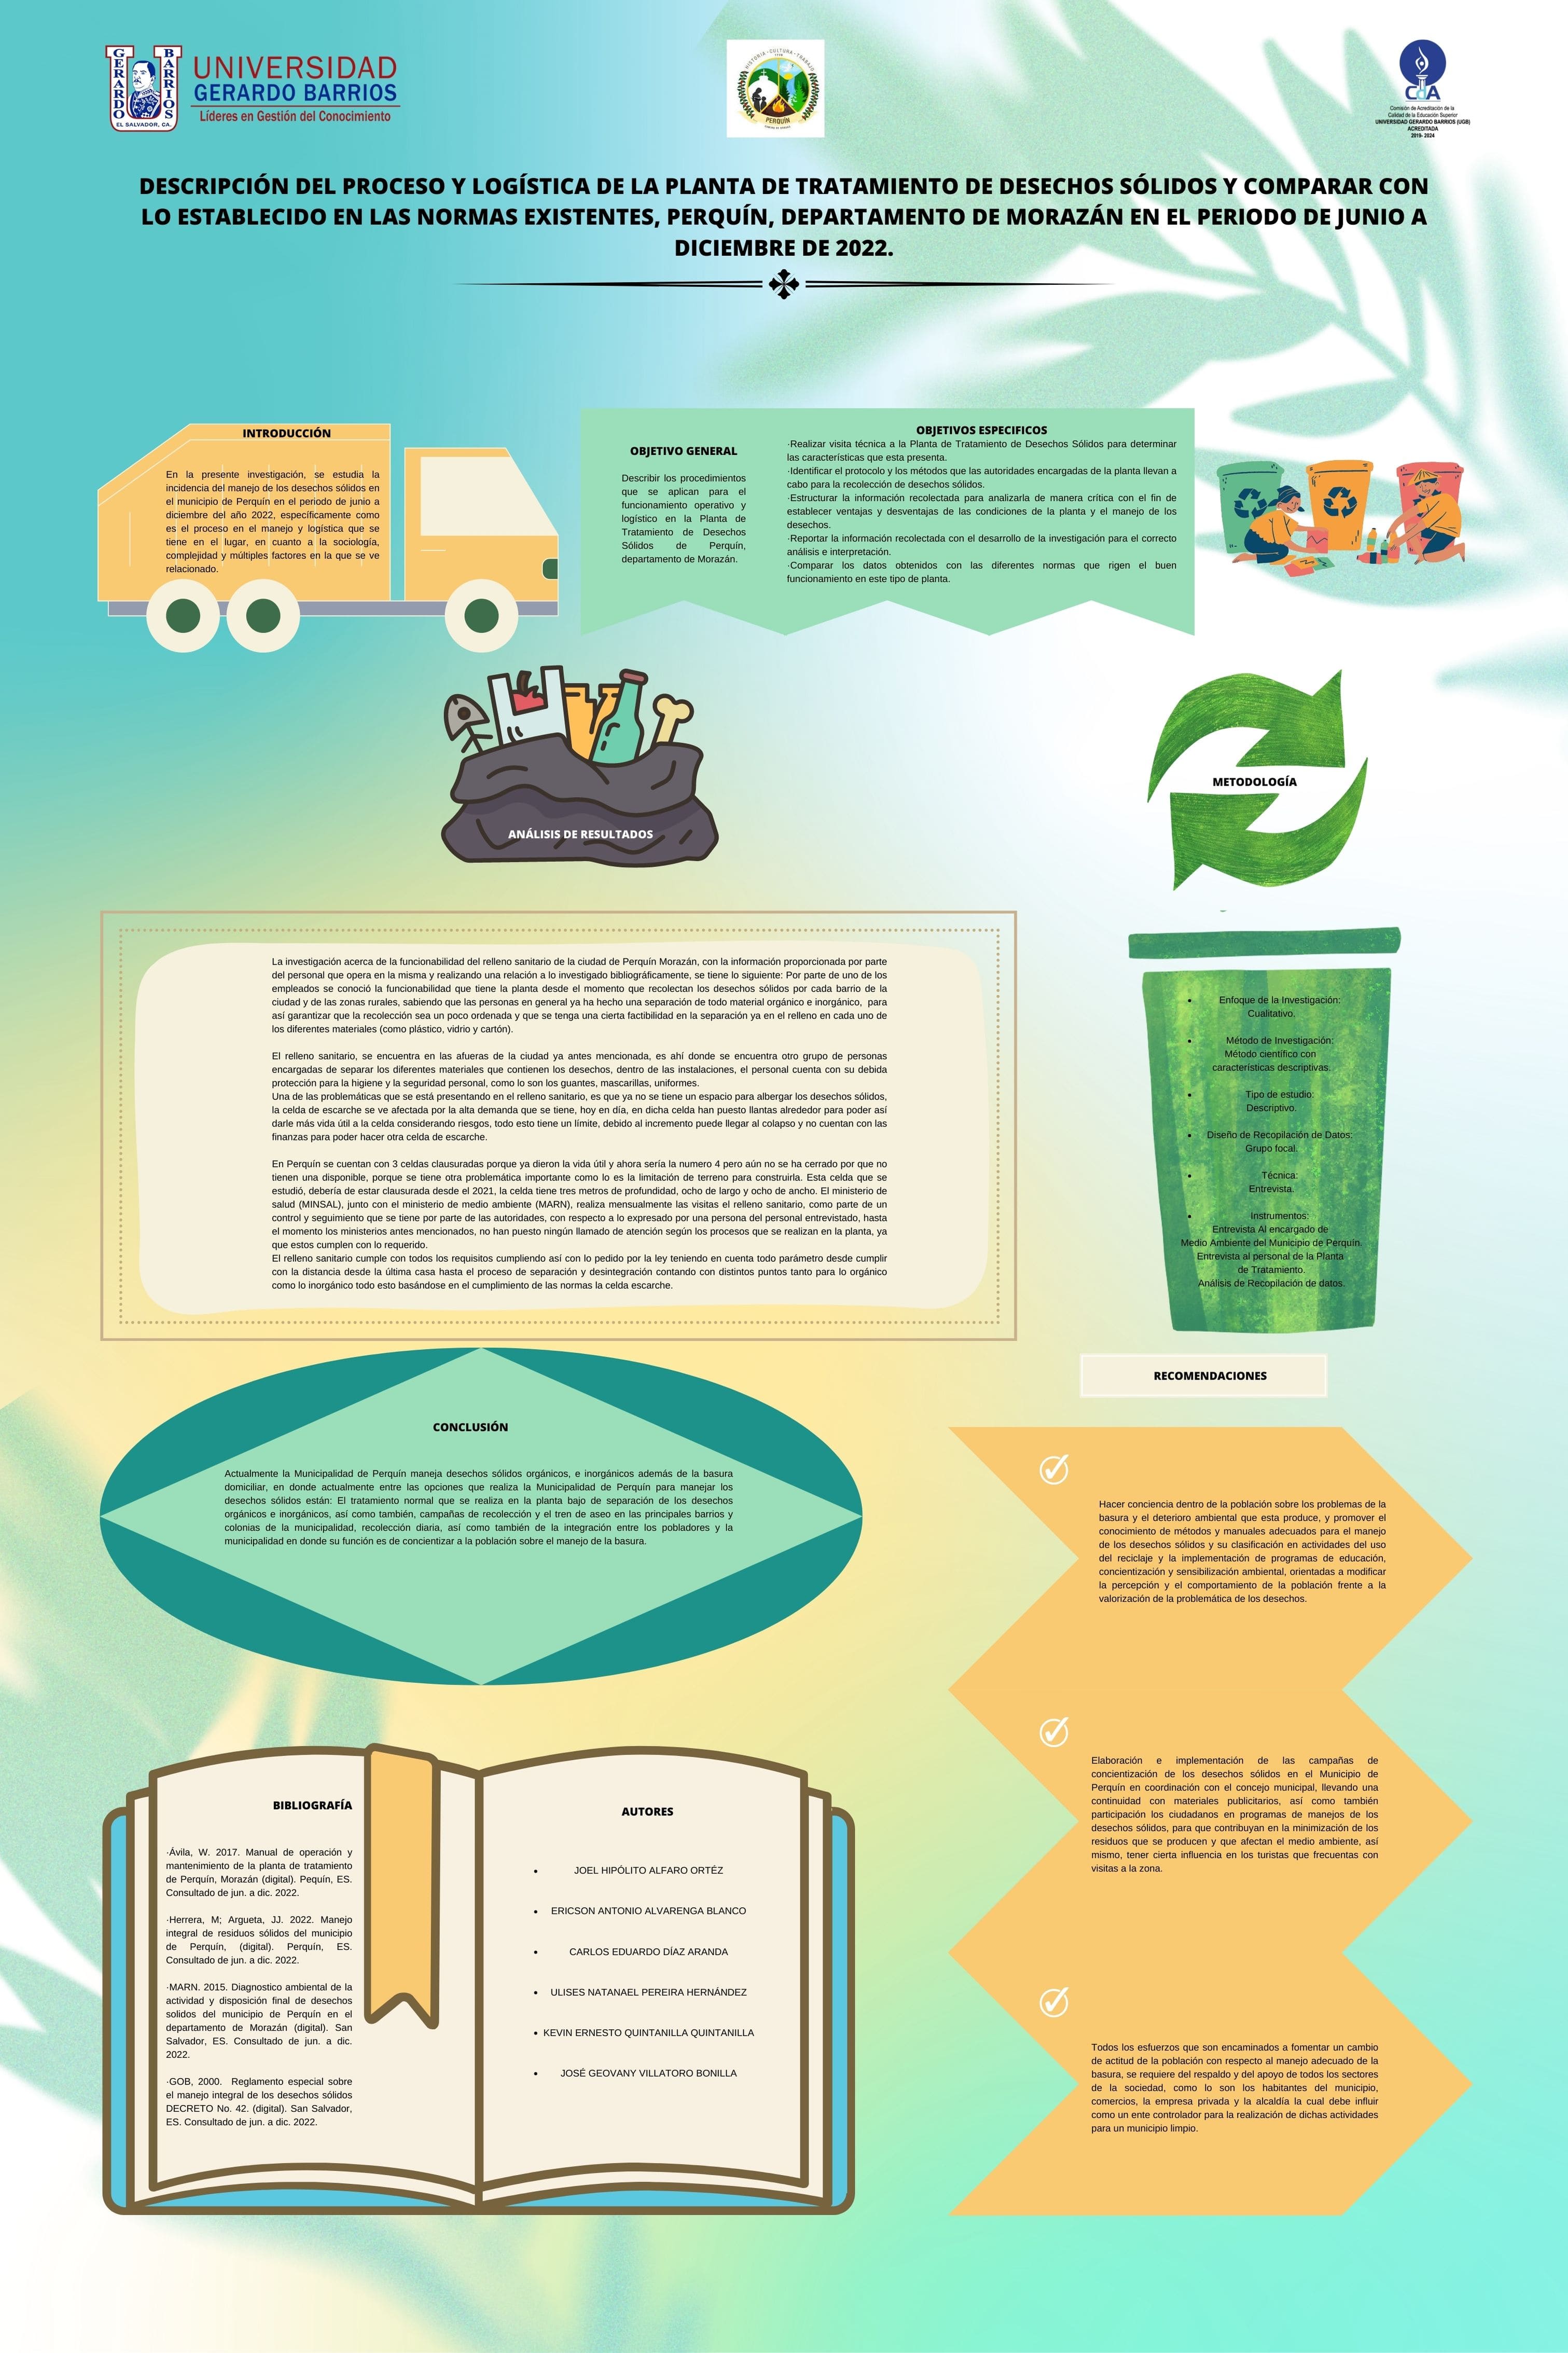 GERARDO
BARRIOS
EL SALVADOR, CA.
UNIVERSIDAD
GERARDO BARRIOS
Líderes en Gestión del Conocimiento
HISTORIA - CULTURA - TRABAJO
PERQUÍN
CdA
Comisión de Acreditación de la
Calidad de la Educación Superior
UNIVERSIDAD GERARDO BARRIOS (UGB)
ACREDITADA
2019- 2024
DESCRIPCIÓN DEL PROCESO Y LOGÍSTICA DE LA PLANTA DE TRATAMIENTO DE DESECHOS SÓLIDOS Y COMPARAR CON
LO ESTABLECIDO EN LAS NORMAS EXISTENTES, PERQUÍN, DEPARTAMENTO DE MORAZÁN EN EL PERIODO DE JUNIO A
DICIEMBRE DE 2022.
INTRODUCCIÓN
En la presente investigación, se estudia la
incidencia del manejo de los desechos sólidos en
el municipio de Perquín en el periodo de junio a
diciembre del año 2022, específicamente como
es el proceso en el manejo y logística que se
tiene en el lugar, en cuanto a la sociología,
complejidad y múltiples factores en la que se ve
relacionado.
OBJETIVO GENERAL
Describir los procedimientos
que se aplican para el
funcionamiento operativo y
logístico en la Planta de
Tratamiento de Desechos
Sólidos de Perquín,
departamento de Morazán.
OBJETIVOS ESPECIFICOS
·Realizar visita técnica a la Planta de Tratamiento de Desechos Sólidos para determinar
las características que esta presenta.
·Identificar el protocolo y los métodos que las autoridades encargadas de la planta llevan a
cabo para la recolección de desechos sólidos.
·Estructurar la información recolectada para analizarla de manera crítica con el fin de
establecer ventajas y desventajas de las condiciones de la planta y el manejo de los
desechos.
·Reportar la información recolectada con el desarrollo de la investigación para el correcto
análisis e interpretación.
·Comparar los datos obtenidos con las diferentes normas que rigen el buen
funcionamiento en este tipo de planta.
ANÁLISIS DE RESULTADOS
La investigación acerca de la funcionabilidad del relleno sanitario de la ciudad de Perquín Morazán, con la información proporcionada por parte
del personal que opera en la misma y realizando una relación a lo investigado bibliográficamente, se tiene lo siguiente: Por parte de uno de los
empleados se conoció la funcionabilidad que tiene la planta desde el momento que recolectan los desechos sólidos por cada barrio de la
ciudad y de las zonas rurales, sabiendo que las personas en general ya ha hecho una separación de todo material orgánico e inorgánico, para
así garantizar que la recolección sea un poco ordenada y que se tenga una cierta factibilidad en la separación ya en el relleno en cada uno de
los diferentes materiales (como plástico, vidrio y cartón).
El relleno sanitario, se encuentra en las afueras de la ciudad ya antes mencionada, es ahí donde se encuentra otro grupo de personas
encargadas de separar los diferentes materiales que contienen los desechos, dentro de las instalaciones, el personal cuenta con su debida
protección para la higiene y la seguridad personal, como lo son los guantes, mascarillas, uniformes.
Una de las problemáticas que se está presentando en el relleno sanitario, es que ya no se tiene un espacio para albergar los desechos sólidos,
la celda de escarche se ve afectada por la alta demanda que se tiene, hoy en día, en dicha celda han puesto llantas alrededor para poder así
darle más vida útil a la celda considerando riesgos, todo esto tiene un límite, debido al incremento puede llegar al colapso y no cuentan con las
finanzas para poder hacer otra celda de escarche.
En Perquín se cuentan con 3 celdas clausuradas porque ya dieron la vida útil y ahora sería la numero 4 pero aún no se ha cerrado por que no
tienen una disponible, porque se tiene otra problemática importante como lo es la limitación de terreno para construirla. Esta celda que se
estudió, debería de estar clausurada desde el 2021, la celda tiene tres metros de profundidad, ocho de largo y ocho de ancho. El ministerio de
salud (MINSAL), junto con el ministerio de medio ambiente (MARN), realiza mensualmente las visitas el relleno sanitario, como parte de un
control y seguimiento que se tiene por parte de las autoridades, con respecto a lo expresado por una persona del personal entrevistado, hasta
el momento los ministerios antes mencionados, no han puesto ningún llamado de atención según los procesos que se realizan en la planta, ya
que estos cumplen con lo requerido.
El relleno sanitario cumple con todos los requisitos cumpliendo así con lo pedido por la ley teniendo en cuenta todo parámetro desde cumplir
con la distancia desde la última casa hasta el proceso de separación y desintegración contando con distintos puntos tanto para lo orgánico
como lo inorgánico todo esto basándose en el cumplimiento de las normas la celda escarche.
METODOLOGÍA
• Enfoque de la Investigación:
Cualitativo.
• Método de Investigación:
Método científico con
características descriptivas.
• Tipo de estudio:
Descriptivo.
• Diseño de Recopilación de Datos:
Grupo focal.
• Técnica:
Entrevista.
• Instrumentos:
Entrevista Al encargado de
Medio Ambiente del Municipio de Perquín.
Entrevista al personal de la Planta
de Tratamiento.
Análisis de Recopilación de datos.
CONCLUSIÓN
Actualmente la Municipalidad de Perquín maneja desechos sólidos orgánicos, e inorgánicos además de la basura
domiciliar, en donde actualmente entre las opciones que realiza la Municipalidad de Perquín para manejar los
desechos sólidos están: El tratamiento normal que se realiza en la planta bajo de separación de los desechos
orgánicos e inorgánicos, así como también, campañas de recolección y el tren de aseo en las principales barrios y
colonias de la municipalidad, recolección diaria, así como también de la integración entre los pobladores y la
municipalidad en donde su función es de concientizar a la población sobre el manejo de la basura.
RECOMENDACIONES
Hacer conciencia dentro de la población sobre los problemas de la
basura y el deterioro ambiental que esta produce, y promover el
conocimiento de métodos y manuales adecuados para el manejo
de los desechos sólidos y su clasificación en actividades del uso
del reciclaje y la implementación de programas de educación,
concientización y sensibilización ambiental, orientadas a modificar
la percepción y el comportamiento de la población frente a la
valorización de la problemática de los desechos.
Elaboración e implementación de las campañas de
concientización de los desechos sólidos en el Municipio de
Perquín en coordinación con el concejo municipal, llevando una
continuidad con materiales publicitarios, así como también
participación los ciudadanos en programas de manejos de los
desechos sólidos, para que contribuyan en la minimización de los
residuos que se producen y que afectan el medio ambiente, así
mismo, tener cierta influencia en los turistas que frecuentas con
visitas a la zona.
Todos los esfuerzos que son encaminados a fomentar un cambio
de actitud de la población con respecto al manejo adecuado de la
basura, se requiere del respaldo y del apoyo de todos los sectores
de la sociedad, como lo son los habitantes del municipio,
comercios, la empresa privada y la alcaldía la cual debe influir
como un ente controlador para la realización de dichas actividades
para un municipio limpio.
BIBLIOGRAFÍA
·Ávila, W. 2017. Manual de operación y
mantenimiento de la planta de tratamiento
de Perquín, Morazán (digital). Pequín, ES.
Consultado de jun. a dic. 2022.
·Herrera, M; Argueta, JJ. 2022. Manejo
integral de residuos sólidos del municipio
de Perquín, (digital). Perquín, ES.
Consultado de jun. a dic. 2022.
·MARN. 2015. Diagnostico ambiental de la
actividad y disposición final de desechos
solidos del municipio de Perquín en el
departamento de Morazán (digital). San
Salvador, ES. Consultado de jun. a dic.
2022.
·GOB, 2000. Reglamento especial sobre
el manejo integral de los desechos sólidos
DECRETO No. 42. (digital). San Salvador,
ES. Consultado de jun. a dic. 2022.
AUTORES
• JOEL HIPÓLITO ALFARO ORTÉZ
• ERICSON ANTONIO ALVARENGA BLANCO
• CARLOS EDUARDO DÍAZ ARANDA
• ULISES NATANAEL PEREIRA HERNÁNDEZ
• KEVIN ERNESTO QUINTANILLA QUINTANILLA
• JOSÉ GEOVANY VILLATORO BONILLA